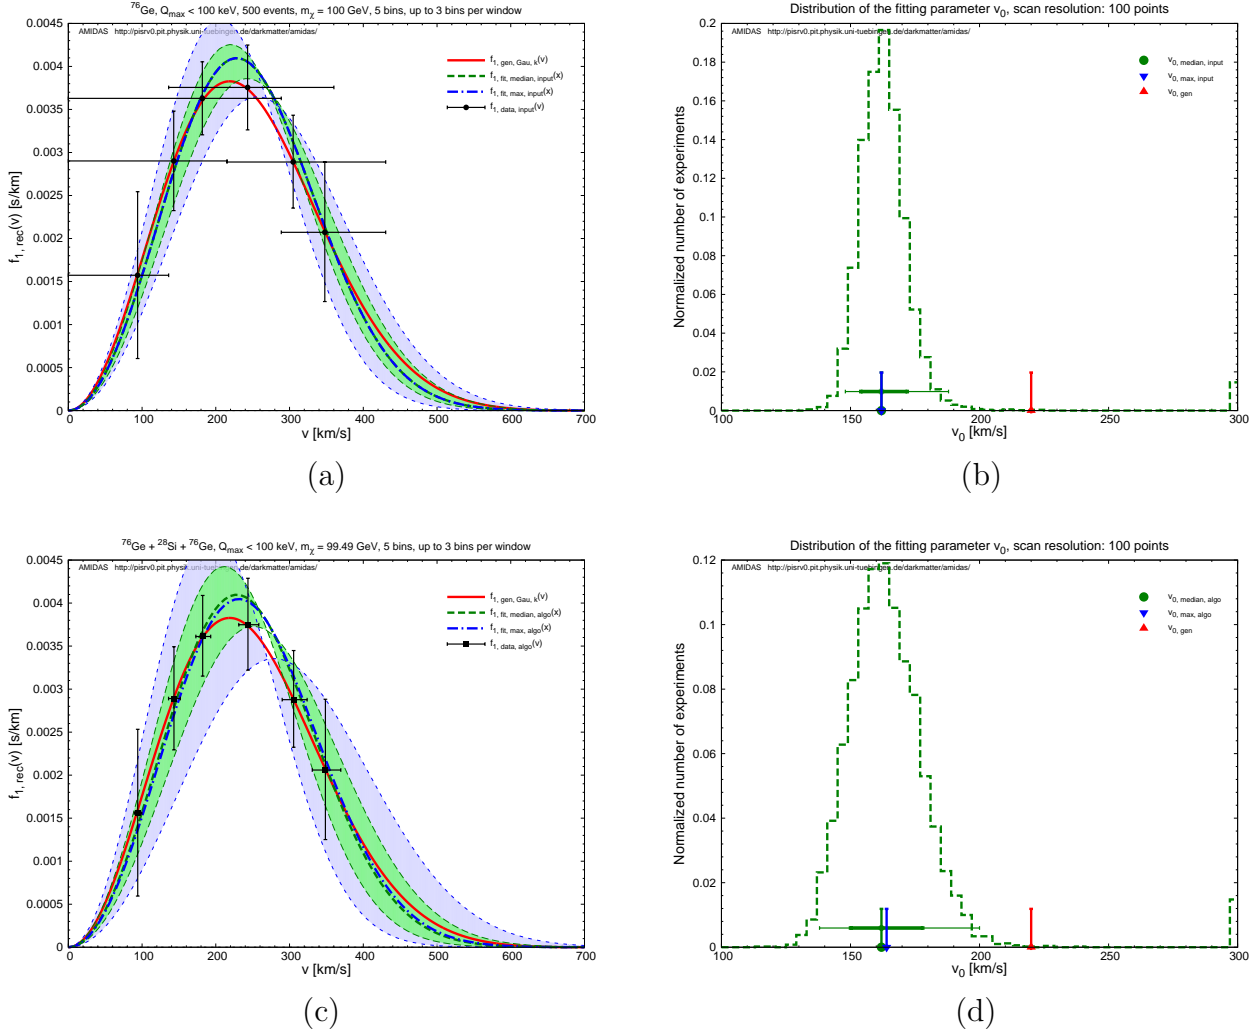 ⁷⁶Ge, Q_max < 100 keV, 500 events, m_χ = 100 GeV, 5 bins, up to 3 bins per window
AMIDAS http://pisrv0.pit.physik.uni-tuebingen.de/darkmatter/amidas/
f_1, gen, Gau, k(v)
f_1, fit, median, input(x)
f_1, fit, max, input(x)
f_1, data, input(v)
f_1, rec(v) [s/km]
0.0045
0.004
0.0035
0.003
0.0025
0.002
0.0015
0.001
0.0005
0
0 100 200 300 400 500 600 700
v [km/s]
(a)
Distribution of the fitting parameter v_0, scan resolution: 100 points
AMIDAS http://pisrv0.pit.physik.uni-tuebingen.de/darkmatter/amidas/
v_0, median, input
v_0, max, input
v_0, gen
Normalized number of experiments
0.2
0.18
0.16
0.14
0.12
0.1
0.08
0.06
0.04
0.02
0
100 150 200 250 300
v_0 [km/s]
(b)
⁷⁶Ge + ²⁸Si + ⁷⁶Ge, Q_max < 100 keV, m_χ = 99.49 GeV, 5 bins, up to 3 bins per window
AMIDAS http://pisrv0.pit.physik.uni-tuebingen.de/darkmatter/amidas/
f_1, gen, Gau, k(v)
f_1, fit, median, algo(x)
f_1, fit, max, algo(x)
f_1, data, algo(v)
f_1, rec(v) [s/km]
0.0045
0.004
0.0035
0.003
0.0025
0.002
0.0015
0.001
0.0005
0
0 100 200 300 400 500 600 700
v [km/s]
(c)
Distribution of the fitting parameter v_0, scan resolution: 100 points
AMIDAS http://pisrv0.pit.physik.uni-tuebingen.de/darkmatter/amidas/
v_0, median, algo
v_0, max, algo
v_0, gen
Normalized number of experiments
0.12
0.1
0.08
0.06
0.04
0.02
0
100 150 200 250 300
v_0 [km/s]
(d)